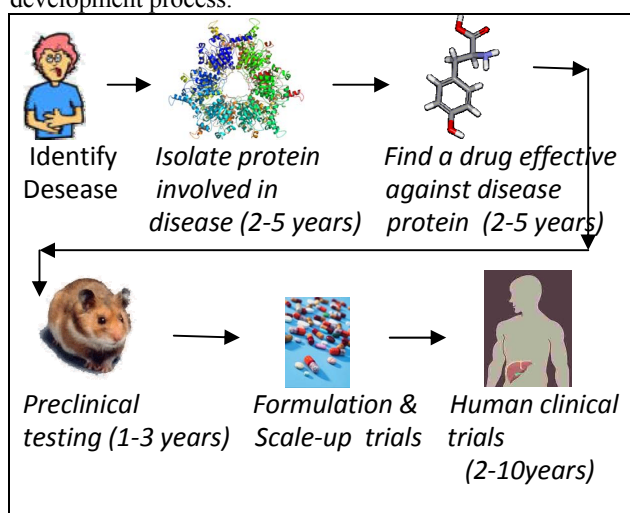 development process.
Identify
Desease
Isolate protein
involved in
disease (2-5 years)
Find a drug effective
against disease
protein (2-5 years)
Preclinical
testing (1-3 years)
Formulation &
Scale-up trials
Human clinical
trials
(2-10years)